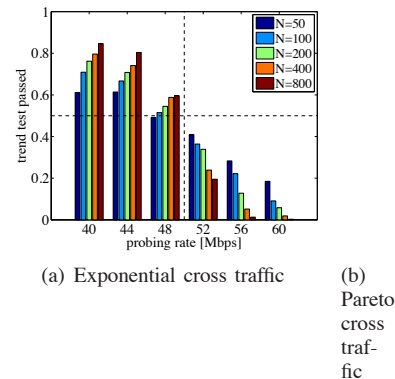 1
0.8
0.6
0.4
0.2
0
trend test passed
N=50
N=100
N=200
N=400
N=800
40 44 48 52 56 60
probing rate [Mbps]
(a) Exponential cross traffic
(b)
Pareto
cross
traf-
fic